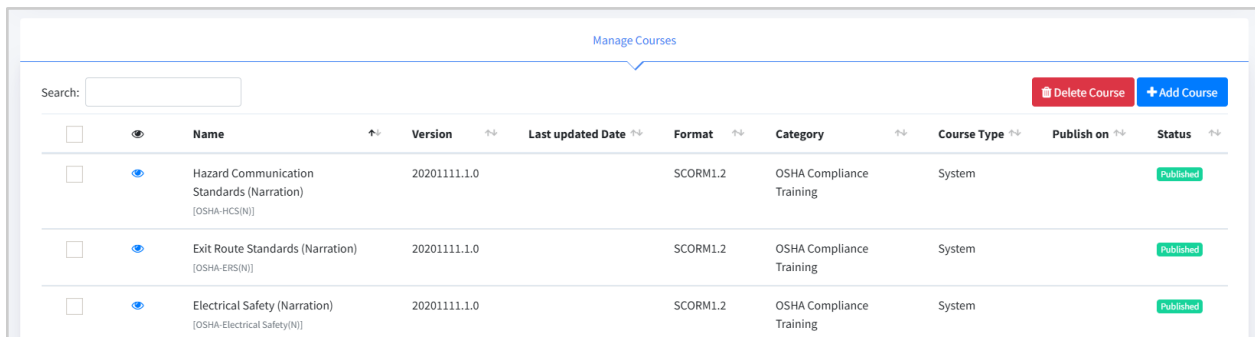 Manage Courses
Search:
Delete Course
Add Course
Name Version Last updated Date Format Category Course Type Publish on Status
Hazard Communication 20201111.1.0 SCORM1.2 OSHA Compliance System Published
Standards (Narration) Training
[OSHA-HCS(N)]
Exit Route Standards (Narration) 20201111.1.0 SCORM1.2 OSHA Compliance System Published
[OSHA-ERS(N)] Training
Electrical Safety (Narration) 20201111.1.0 SCORM1.2 OSHA Compliance System Published
[OSHA-Electrical Safety(N)] Training